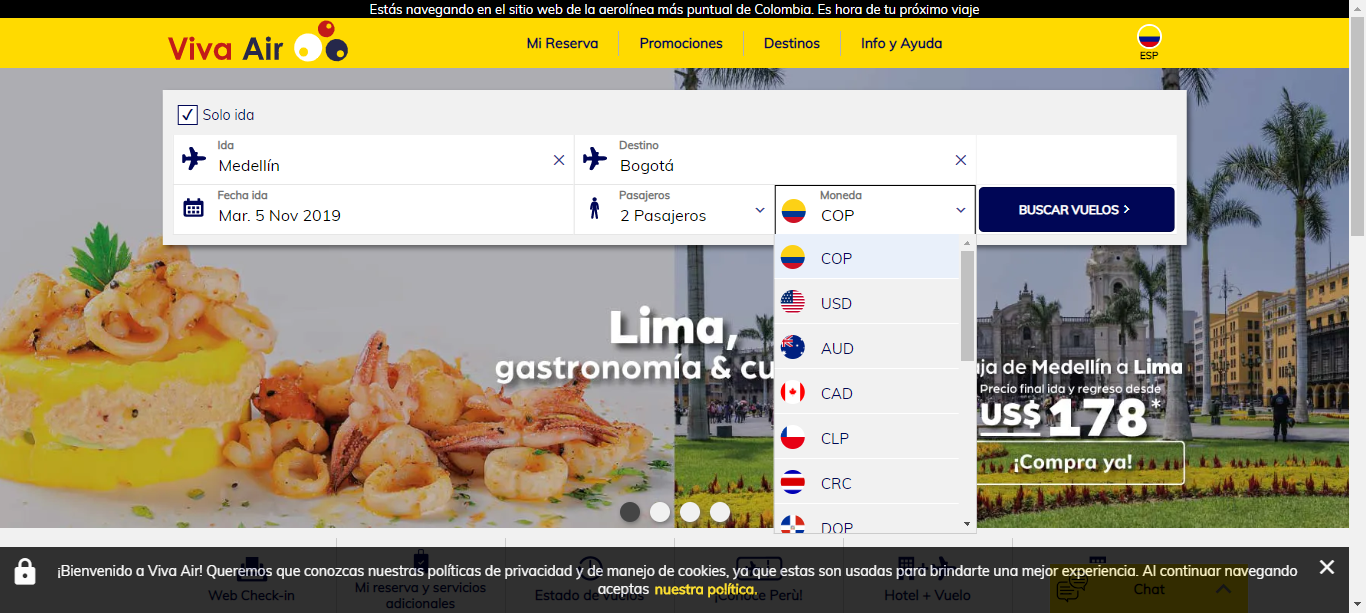 Estás navegando en el sitio web de la aerolínea más puntual de Colombia. Es hora de tu próximo viaje
Viva Air
Mi Reserva
Promociones
Destinos
Info y Ayuda
ESP
Solo ida
Ida
Medellín
Destino
Bogotá
Fecha ida
Mar. 5 Nov 2019
Pasajeros
2 Pasajeros
Moneda
COP
BUSCAR VUELOS
COP
USD
AUD
CAD
CLP
CRC
DOP
Lima,
gastronomía & cu
ja de Medellín a Lima
Precio final ida y regreso desde
US$ 178*
¡Compra ya!
¡Bienvenido a Viva Air! Queremos que conozcas nuestras políticas de privacidad y de manejo de cookies, ya que estas son usadas para brindarte una mejor experiencia. Al continuar navegando
aceptas nuestra política.
Web Check-in
Mi reserva y servicios
adicionales
Estado de vuelos
¡Conoce Perú!
Hotel + Vuelo
Chat